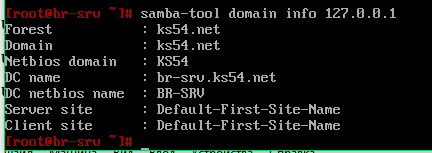 [root@br-srv ~]# samba-tool domain info 127.0.0.1
Forest           : ks54.net
Domain           : ks54.net
Netbios domain   : KS54
DC name          : br-srv.ks54.net
DC netbios name  : BR-SRV
Server site      : Default-First-Site-Name
Client site      : Default-First-Site-Name
[root@br-srv ~]# _